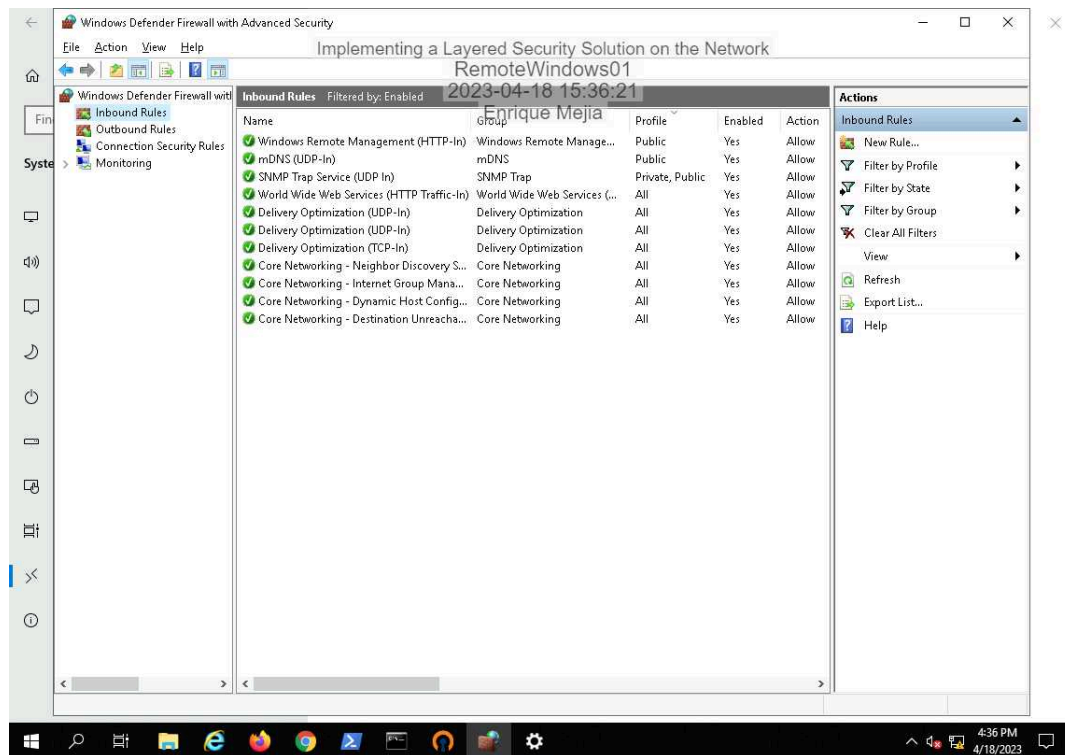 Windows Defender Firewall with Advanced Security
File Action View Help
Implementing a Layered Security Solution on the Network
RemoteWindows01
2023-04-18 15:36:21
Enrique Mejia
Fin
Syste
Windows Defender Firewall witl
Inbound Rules
Outbound Rules
Connection Security Rules
Monitoring
Inbound Rules Filtered by: Enabled
Name Group Profile Enabled Action
Windows Remote Management (HTTP-In) Windows Remote Manage... Public Yes Allow
mDNS (UDP-In) mDNS Public Yes Allow
SNMP Trap Service (UDP In) SNMP Trap Private, Public Yes Allow
World Wide Web Services (HTTP Traffic-In) World Wide Web Services (... All Yes Allow
Delivery Optimization (UDP-In) Delivery Optimization All Yes Allow
Delivery Optimization (UDP-In) Delivery Optimization All Yes Allow
Delivery Optimization (TCP-In) Delivery Optimization All Yes Allow
Core Networking - Neighbor Discovery S... Core Networking All Yes Allow
Core Networking - Internet Group Mana... Core Networking All Yes Allow
Core Networking - Dynamic Host Config... Core Networking All Yes Allow
Core Networking - Destination Unreacha... Core Networking All Yes Allow
Actions
Inbound Rules
New Rule...
Filter by Profile
Filter by State
Filter by Group
Clear All Filters
View
Refresh
Export List...
Help
4:36 PM
4/18/2023